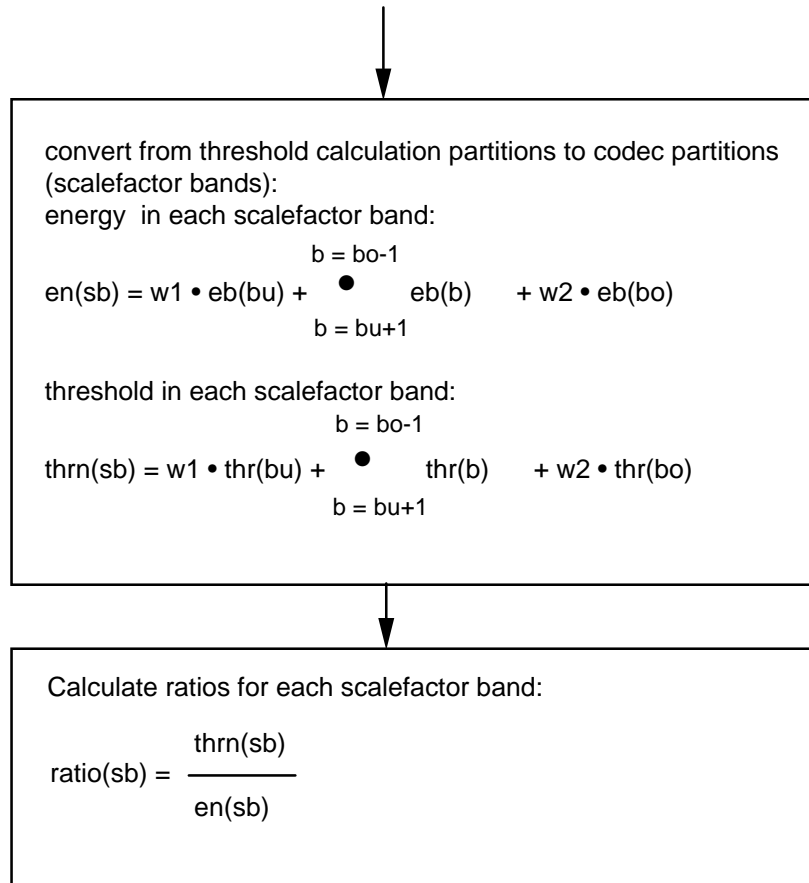 convert from threshold calculation partitions to codec partitions
(scalefactor bands):
energy in each scalefactor band:
b = bo-1
en(sb) = w1 • eb(bu) + • eb(b) + w2 • eb(bo)
b = bu+1
threshold in each scalefactor band:
b = bo-1
thrn(sb) = w1 • thr(bu) + • thr(b) + w2 • thr(bo)
b = bu+1
Calculate ratios for each scalefactor band:
thrn(sb)
ratio(sb) =
en(sb)